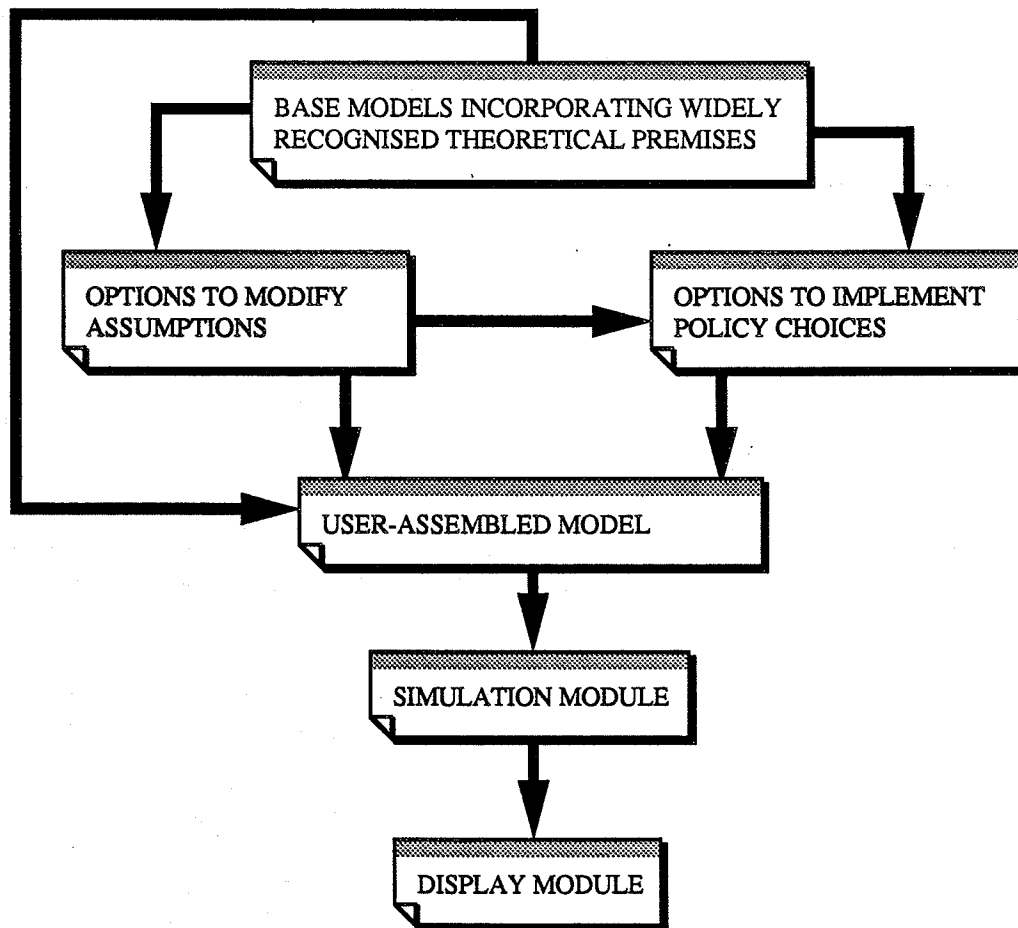 BASE MODELS INCORPORATING WIDELY
RECOGNISED THEORETICAL PREMISES
OPTIONS TO MODIFY
ASSUMPTIONS
OPTIONS TO IMPLEMENT
POLICY CHOICES
USER-ASSEMBLED MODEL
SIMULATION MODULE
DISPLAY MODULE